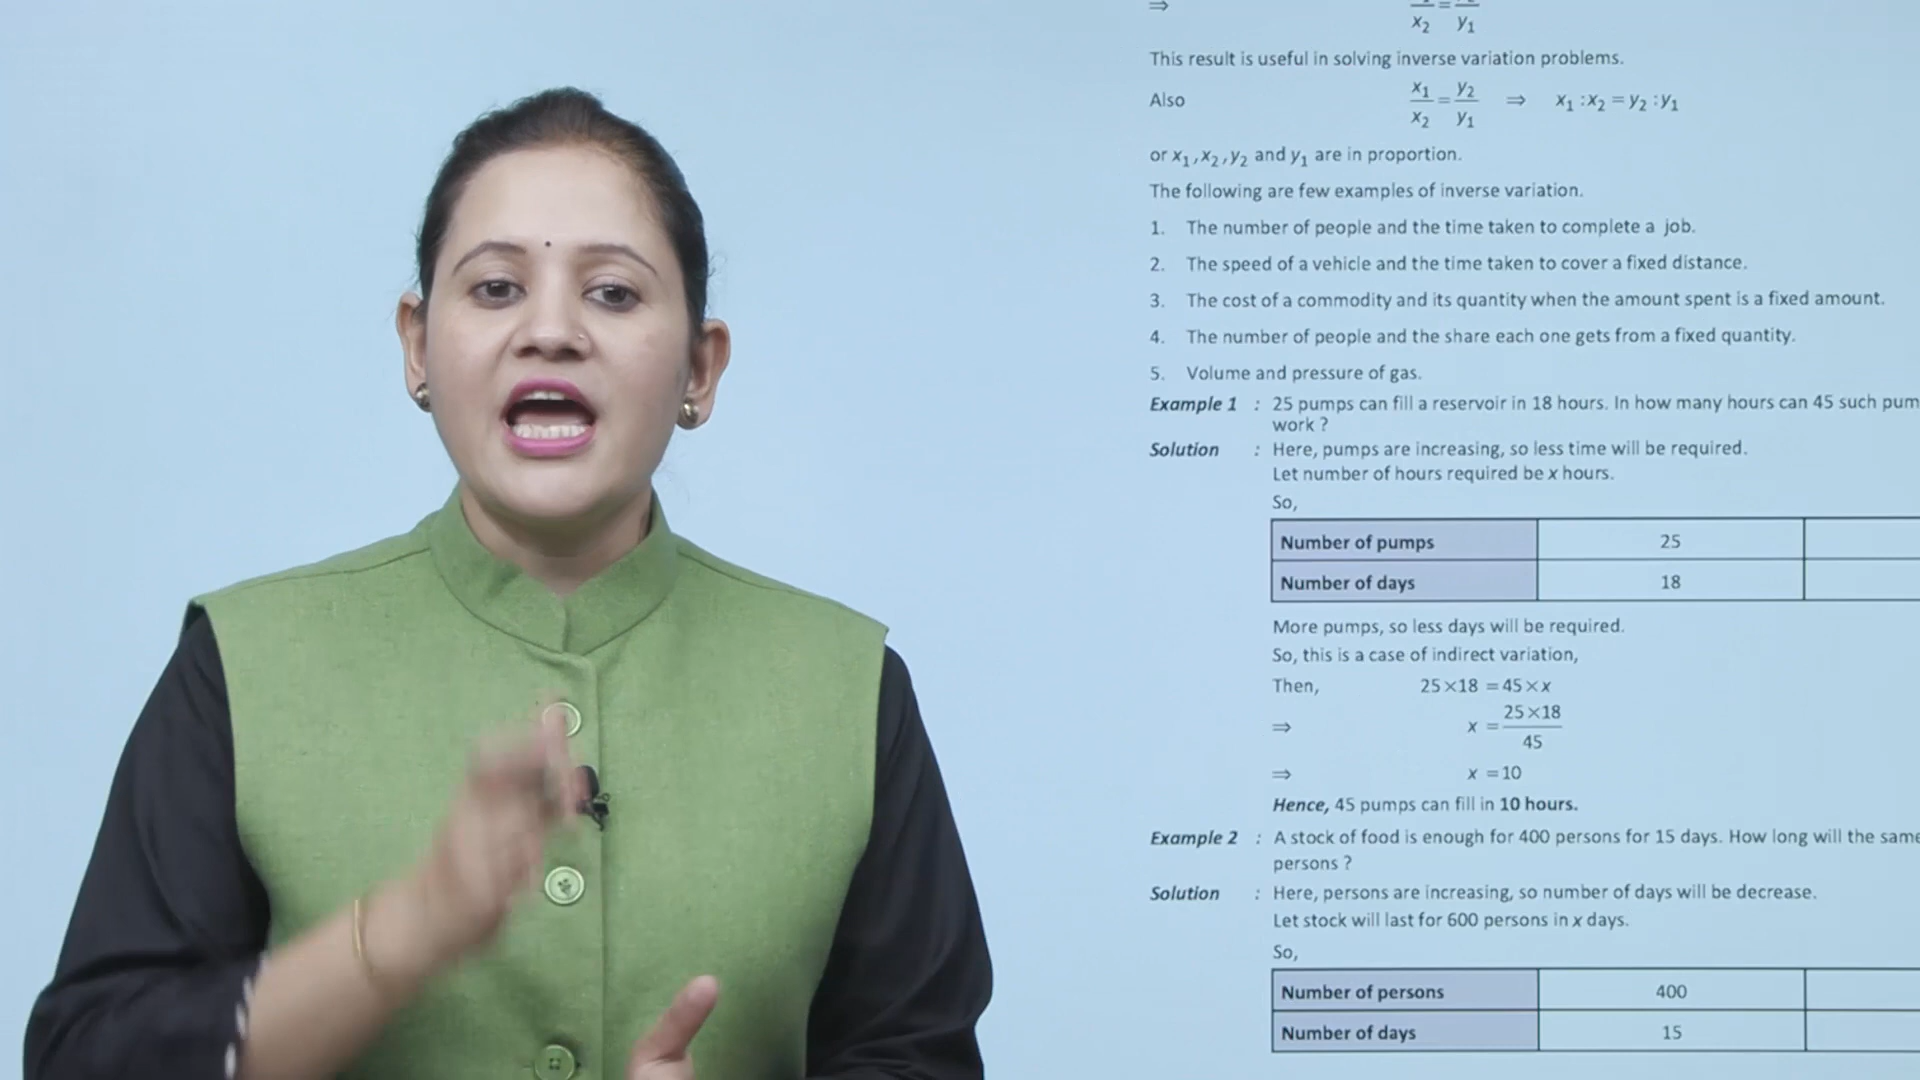 ⇒ x2 = y1
This result is useful in solving inverse variation problems.
Also x1/x2 = y2/y1 ⇒ x1 : x2 = y2 : y1
or x1, x2, y2 and y1 are in proportion.
The following are few examples of inverse variation.
1. The number of people and the time taken to complete a job.
2. The speed of a vehicle and the time taken to cover a fixed distance.
3. The cost of a commodity and its quantity when the amount spent is a fixed amount.
4. The number of people and the share each one gets from a fixed quantity.
5. Volume and pressure of gas.
Example 1 : 25 pumps can fill a reservoir in 18 hours. In how many hours can 45 such
work ?
Solution : Here, pumps are increasing, so less time will be required.
Let number of hours required be x hours.
So,
Number of pumps 25
Number of days 18
More pumps, so less days will be required.
So, this is a case of indirect variation,
Then, 25×18 = 45×x
⇒ x = 25×18/45
⇒ x = 10
Hence, 45 pumps can fill in 10 hours.
Example 2 : A stock of food is enough for 400 persons for 15 days. How long will the same
persons ?
Solution : Here, persons are increasing, so number of days will be decrease.
Let stock will last for 600 persons in x days.
So,
Number of persons 400
Number of days 15